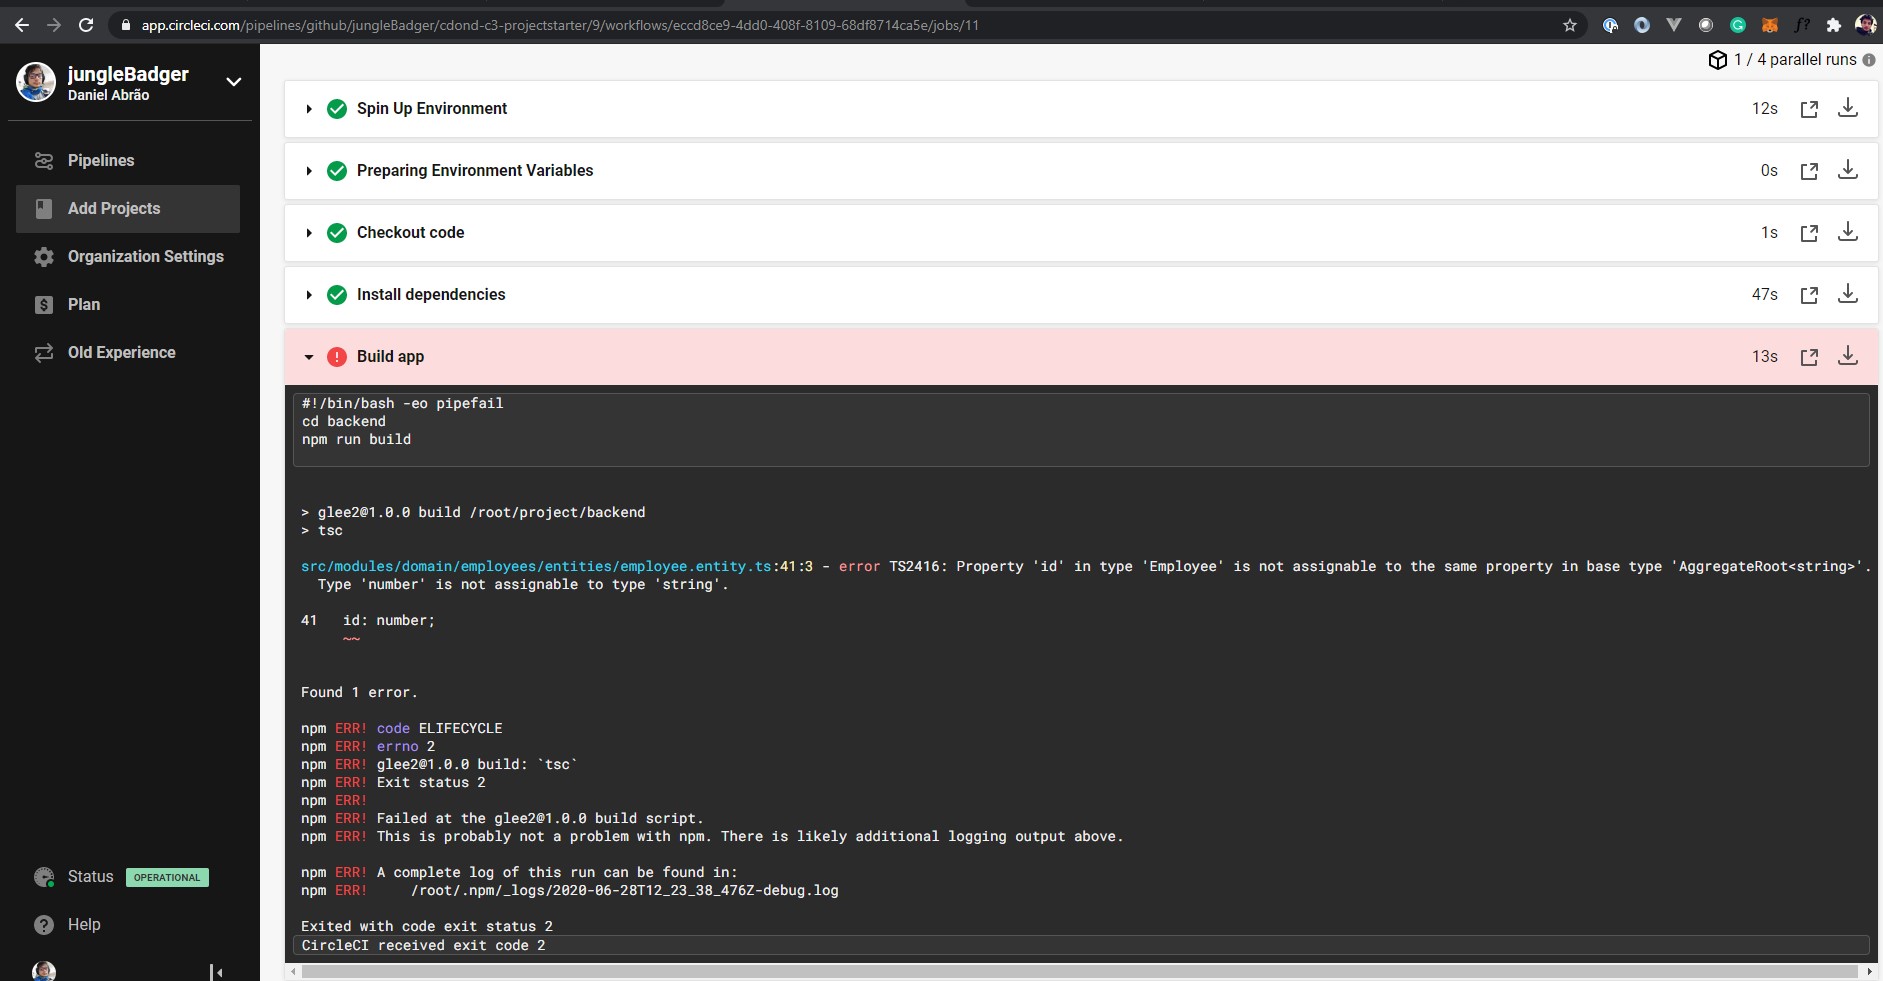 app.circleci.com/pipelines/github/jungleBadger/cdond-c3-projectstarter/9/workflows/eccd8ce9-4dd0-408f-8109-68df8714ca5e/jobs/11
jungleBadger
Daniel Abrão
Pipelines
Add Projects
Organization Settings
Plan
Old Experience
Status OPERATIONAL
Help
1 / 4 parallel runs
Spin Up Environment 12s
Preparing Environment Variables 0s
Checkout code 1s
Install dependencies 47s
Build app 13s
#!/bin/bash -eo pipefail
cd backend
npm run build
> glee2@1.0.0 build /root/project/backend
> tsc
src/modules/domain/employees/entities/employee.entity.ts:41:3 - error TS2416: Property 'id' in type 'Employee' is not assignable to the same property in base type 'AggregateRoot<string>'.
Type 'number' is not assignable to type 'string'.
41 id: number;
~~
Found 1 error.
npm ERR! code ELIFECYCLE
npm ERR! errno 2
npm ERR! glee2@1.0.0 build: `tsc`
npm ERR! Exit status 2
npm ERR!
npm ERR! Failed at the glee2@1.0.0 build script.
npm ERR! This is probably not a problem with npm. There is likely additional logging output above.
npm ERR! A complete log of this run can be found in:
npm ERR! /root/.npm/_logs/2020-06-28T12_23_38_476Z-debug.log
Exited with code exit status 2
CircleCI received exit code 2